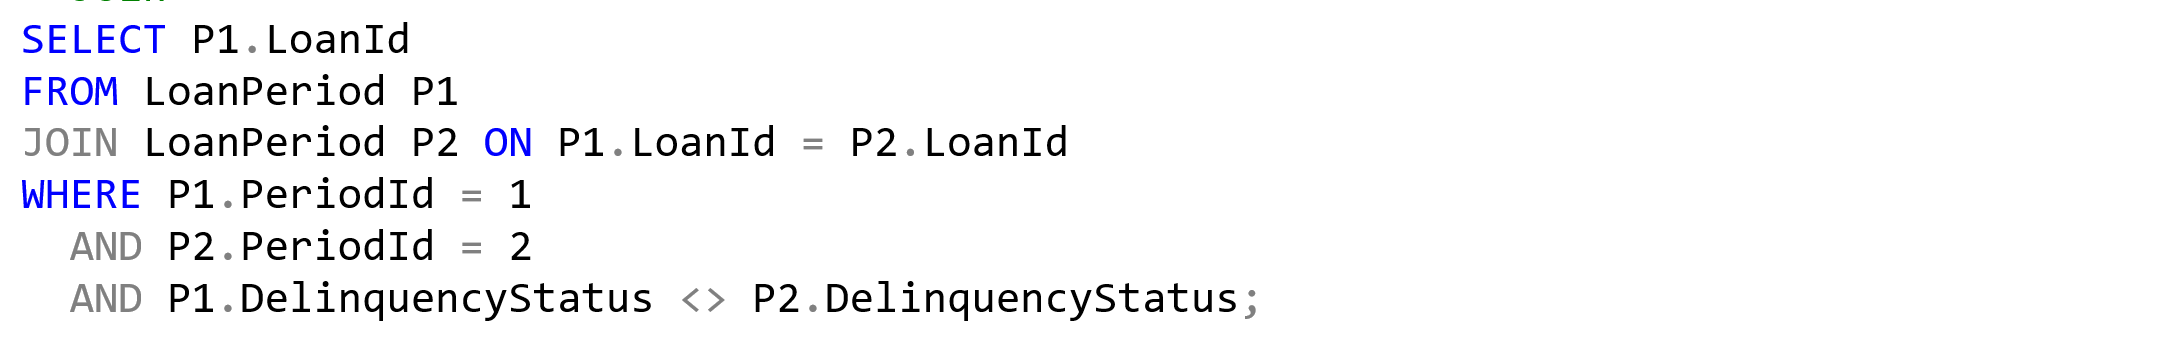 SELECT P1.LoanId
FROM LoanPeriod P1
JOIN LoanPeriod P2 ON P1.LoanId = P2.LoanId
WHERE P1.PeriodId = 1
  AND P2.PeriodId = 2
  AND P1.DelinquencyStatus <> P2.DelinquencyStatus;